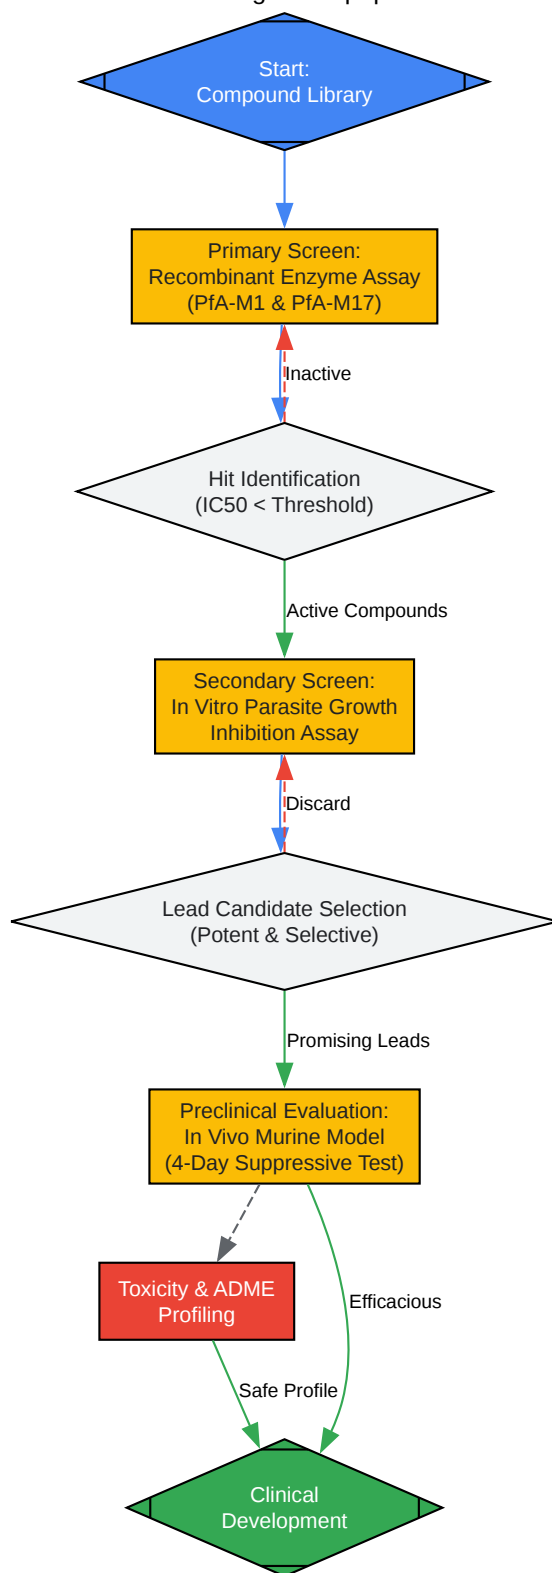 Start:
Compound Library
Primary Screen:
Recombinant Enzyme Assay
(PfA-M1 & PfA-M17)
Inactive
Hit Identification
(IC50 < Threshold)
Active Compounds
Secondary Screen:
In Vitro Parasite Growth
Inhibition Assay
Discard
Lead Candidate Selection
(Potent & Selective)
Promising Leads
Preclinical Evaluation:
In Vivo Murine Model
(4-Day Suppressive Test)
Toxicity & ADME
Profiling
Efficacious
Safe Profile
Clinical
Development